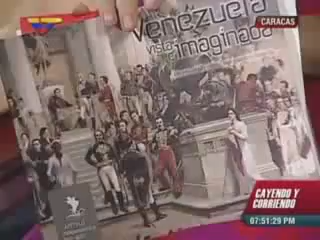 CARACAS
venezuela
vista
imaginada
CAYENDO Y
CORRIENDO
07:51:29 PM